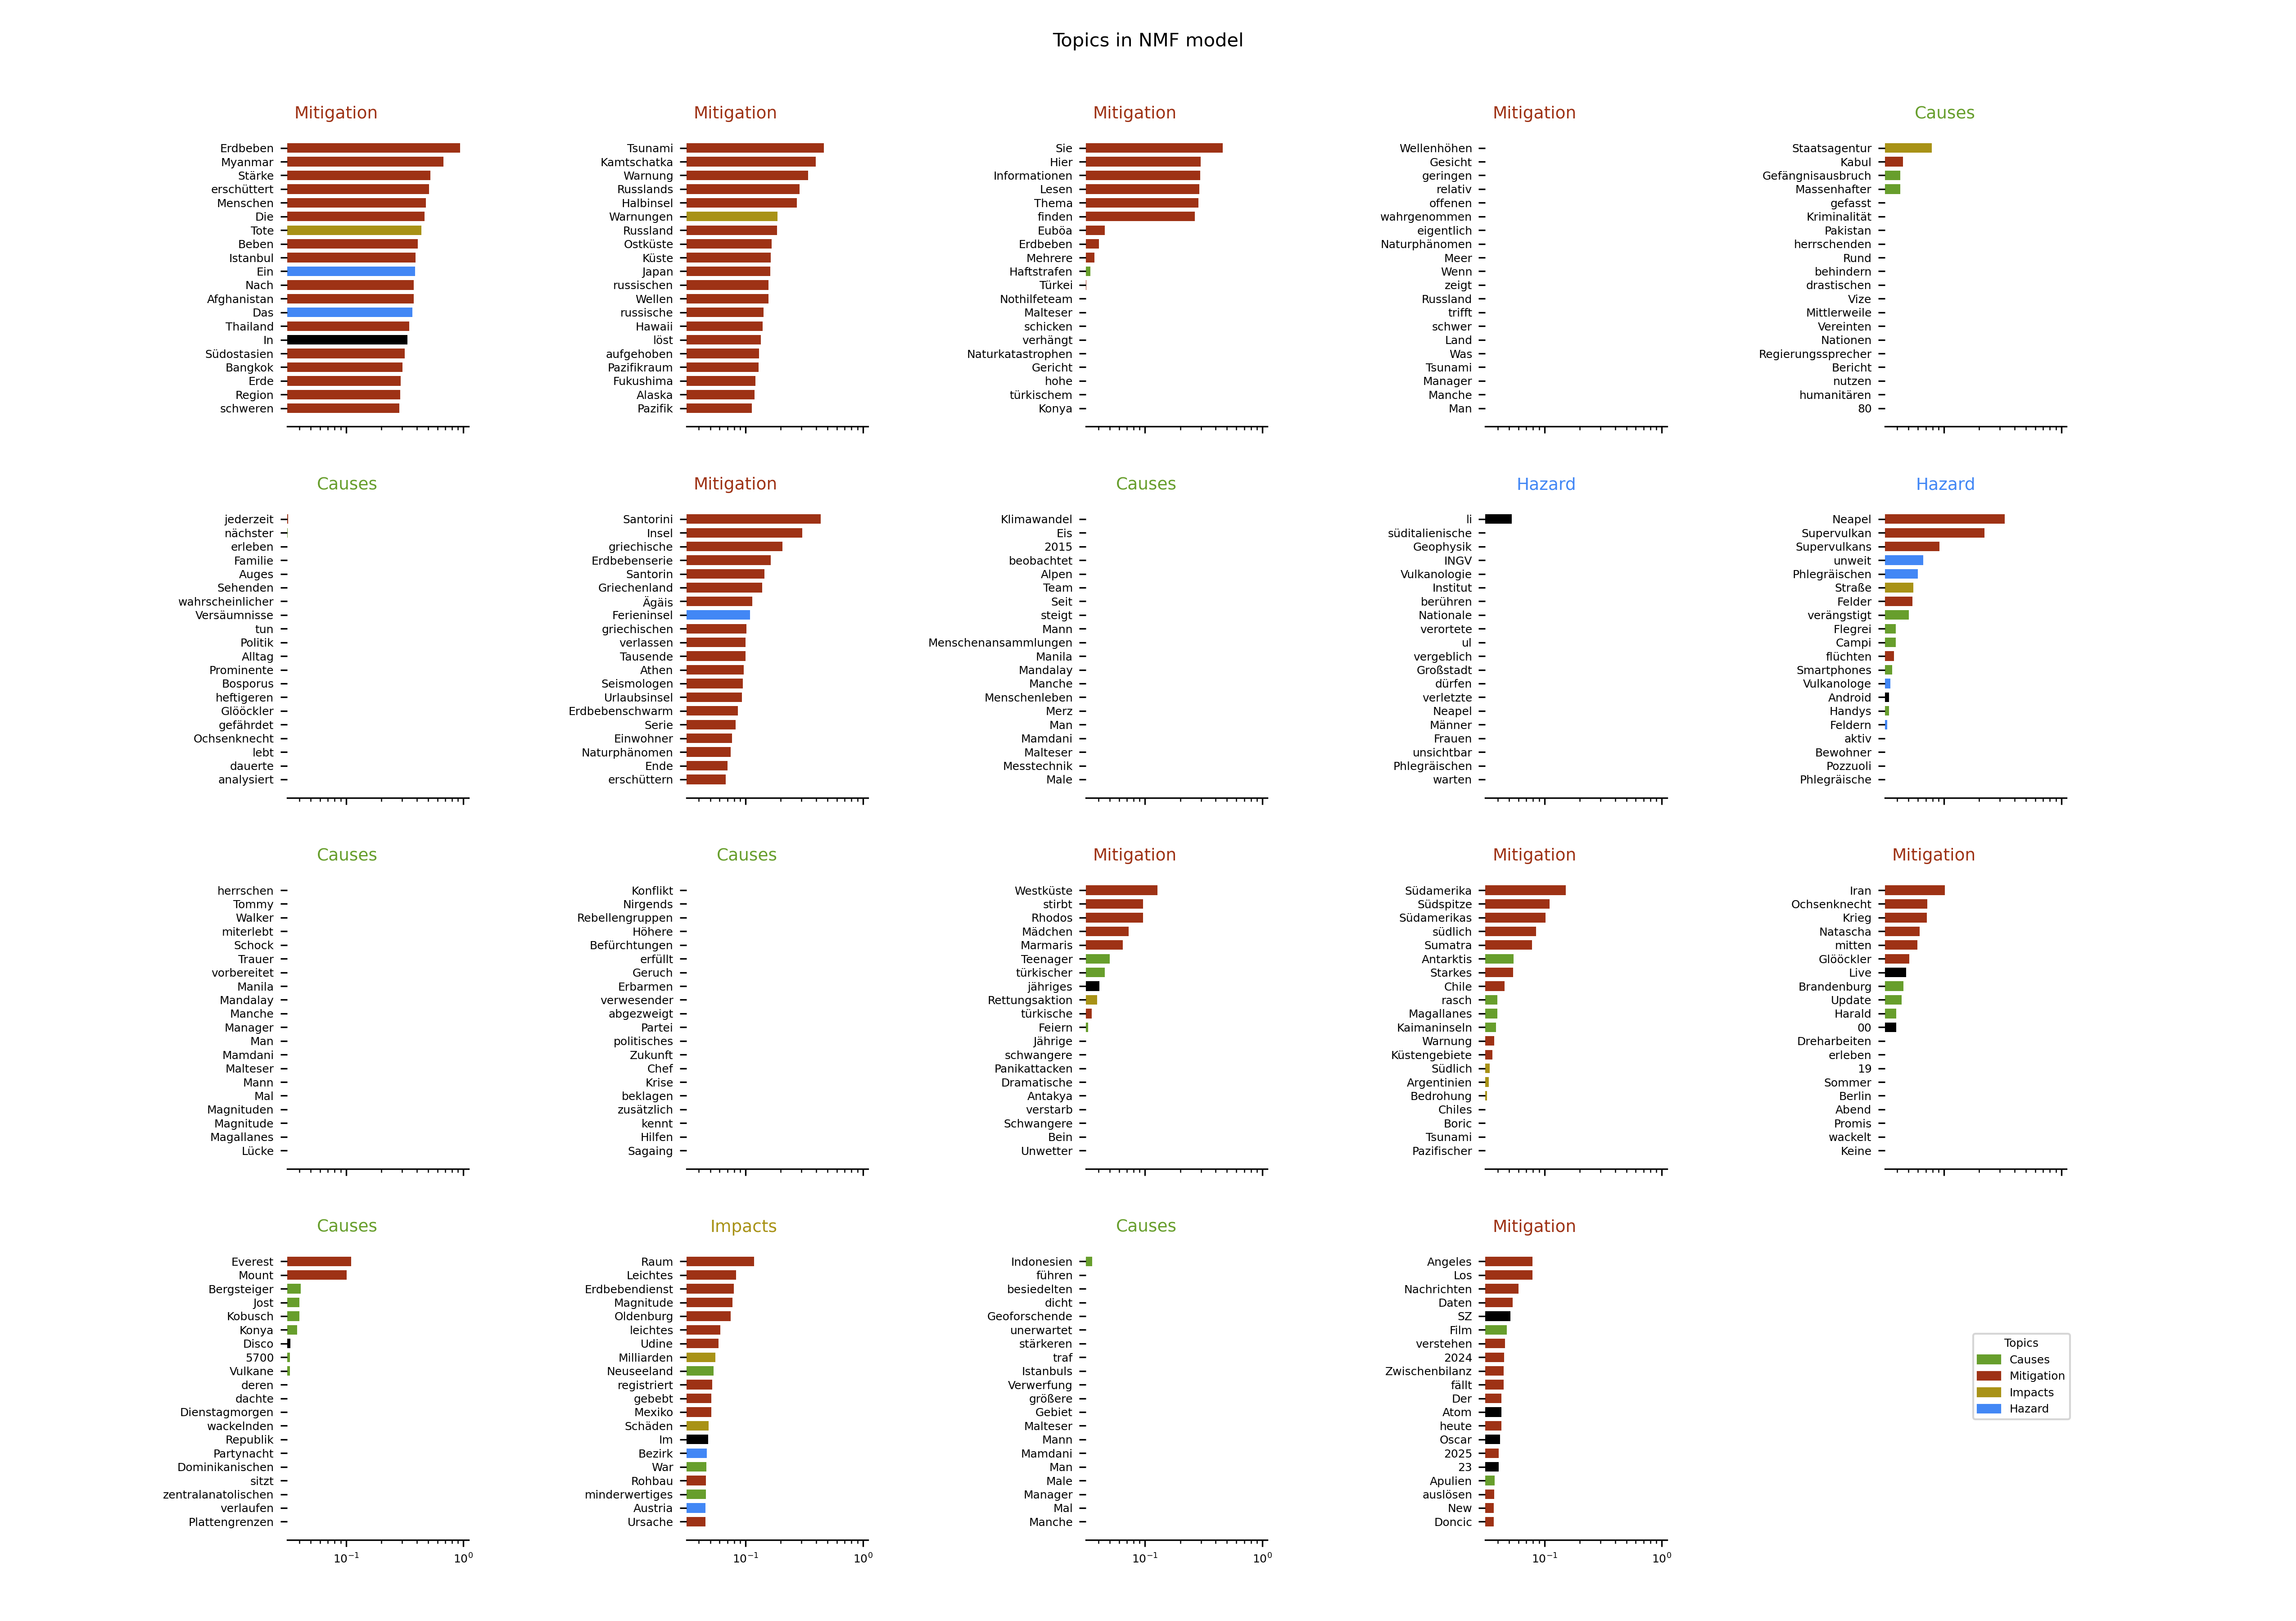 Topics in NMF model
Mitigation
Erdbeben
Myanmar
Stärke
erschüttert
Menschen
Die
Tote
Beben
Istanbul
Ein
Nach
Afghanistan
Das
Thailand
In
Südostasien
Bangkok
Erde
Region
schweren
Mitigation
Tsunami
Kamtschatka
Warnung
Russlands
Halbinsel
Warnungen
Russland
Ostküste
Küste
Japan
russischen
Wellen
russische
Hawaii
löst
aufgehoben
Pazifikraum
Fukushima
Alaska
Pazifik
Mitigation
Sie
Hier
Informationen
Lesen
Thema
finden
Euböa
Erdbeben
Mehrere
Haftstrafen
Türkei
Nothilfeteam
Malteser
schicken
verhängt
Naturkatastrophen
Gericht
hohe
türkischem
Konya
Mitigation
Wellenhöhen
Gesicht
geringen
relativ
offenen
wahrgenommen
eigentlich
Naturphänomen
Meer
Wenn
zeigt
Russland
trifft
schwer
Land
Was
Tsunami
Manager
Manche
Man
Causes
Staatsagentur
Kabul
Gefängnisausbruch
Massenhafter
gefasst
Kriminalität
Pakistan
herrschenden
Rund
behindern
drastischen
Vize
Mittlerweile
Vereinten
Nationen
Regierungssprecher
Bericht
nutzen
humanitären
80
Causes
jederzeit
nächster
erleben
Familie
Auges
Sehenden
wahrscheinlicher
Versäumnisse
tun
Politik
Alltag
Prominente
Bosporus
heftigeren
Glööckler
gefährdet
Ochsenknecht
lebt
dauerte
analysiert
Mitigation
Santorini
Insel
griechische
Erdbebenserie
Santorin
Griechenland
Ägäis
Ferieninsel
griechischen
verlassen
Tausende
Athen
Seismologen
Urlaubsinsel
Erdbebenschwarm
Serie
Einwohner
Naturphänomen
Ende
erschüttern
Causes
Klimawandel
Eis
2015
beobachtet
Alpen
Team
Seit
steigt
Mann
Menschenansammlungen
Manila
Mandalay
Manche
Menschenleben
Merz
Man
Mamdani
Malteser
Messtechnik
Male
Hazard
li
süditalienische
Geophysik
INGV
Vulkanologie
Institut
berühren
Nationale
verortete
ul
vergeblich
Großstadt
dürfen
verletzte
Neapel
Männer
Frauen
unsichtbar
Phlegräischen
warten
Hazard
Neapel
Supervulkan
Supervulkans
unweit
Phlegräischen
Straße
Felder
verängstigt
Flegrei
Campi
flüchten
Smartphones
Vulkanologe
Android
Handys
Feldern
aktiv
Bewohner
Pozzuoli
Phlegräische
Causes
herrschen
Tommy
Walker
miterlebt
Schock
Trauer
vorbereitet
Manila
Mandalay
Manche
Manager
Man
Mamdani
Malteser
Mann
Mal
Magnituden
Magnitude
Magallanes
Lücke
Causes
Konflikt
Nirgends
Rebellengruppen
Höhere
Befürchtungen
erfüllt
Geruch
Erbarmen
verwesender
abgezweigt
Partei
politisches
Zukunft
Chef
Krise
beklagen
zusätzlich
kennt
Hilfen
Sagaing
Mitigation
Westküste
stirbt
Rhodos
Mädchen
Marmaris
Teenager
türkischer
jähriges
Rettungsaktion
türkische
Feiern
Jährige
schwangere
Panikattacken
Dramatische
Antakya
verstarb
Schwangere
Bein
Unwetter
Mitigation
Südamerika
Südspitze
Südamerikas
südlich
Sumatra
Antarktis
Starkes
Chile
rasch
Magallanes
Kaimaninseln
Warnung
Küstengebiete
Südlich
Argentinien
Bedrohung
Chiles
Boric
Tsunami
Pazifischer
Mitigation
Iran
Ochsenknecht
Krieg
Natascha
mitten
Glööckler
Live
Brandenburg
Update
Harald
00
Dreharbeiten
erleben
19
Sommer
Berlin
Abend
Promis
wackelt
Keine
Causes
Everest
Mount
Bergsteiger
Jost
Kobusch
Konya
Disco
5700
Vulkane
deren
dachte
Dienstagmorgen
wackelnden
Republik
Partynacht
Dominikanischen
sitzt
zentralanatolischen
verlaufen
Plattengrenzen
10⁻¹ 10⁰
Impacts
Raum
Leichtes
Erdbebendienst
Magnitude
Oldenburg
leichtes
Udine
Milliarden
Neuseeland
registriert
gebebt
Mexiko
Schäden
Im
Bezirk
War
Rohbau
minderwertiges
Austria
Ursache
10⁻¹ 10⁰
Causes
Indonesien
führen
besiedelten
dicht
Geoforschende
unerwartet
stärkeren
traf
Istanbuls
Verwerfung
größere
Gebiet
Malteser
Mann
Mamdani
Man
Male
Manager
Mal
Manche
10⁻¹ 10⁰
Mitigation
Angeles
Los
Nachrichten
Daten
SZ
Film
verstehen
2024
Zwischenbilanz
fällt
Der
Atom
heute
Oscar
2025
23
Apulien
auslösen
New
Doncic
10⁻¹ 10⁰
Topics
Causes
Mitigation
Impacts
Hazard